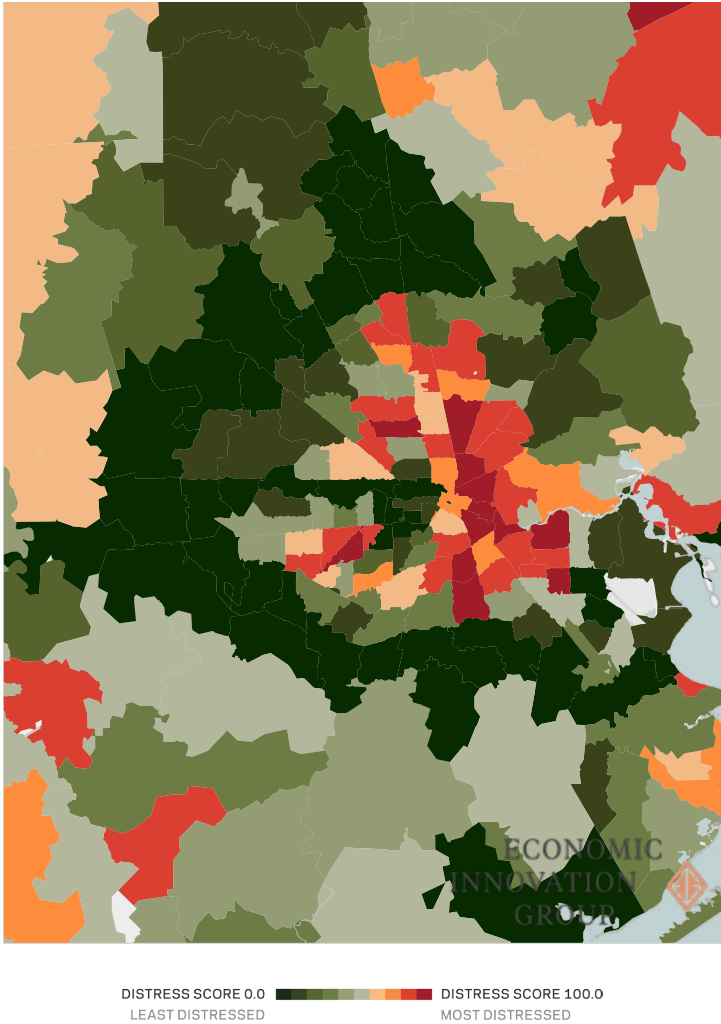 ECONOMIC
INNOVATION
GROUP
DISTRESS SCORE 0.0 DISTRESS SCORE 100.0
LEAST DISTRESSED MOST DISTRESSED